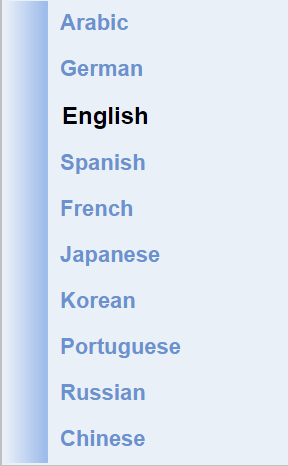 Arabic
German
English
Spanish
French
Japanese
Korean
Portuguese
Russian
Chinese